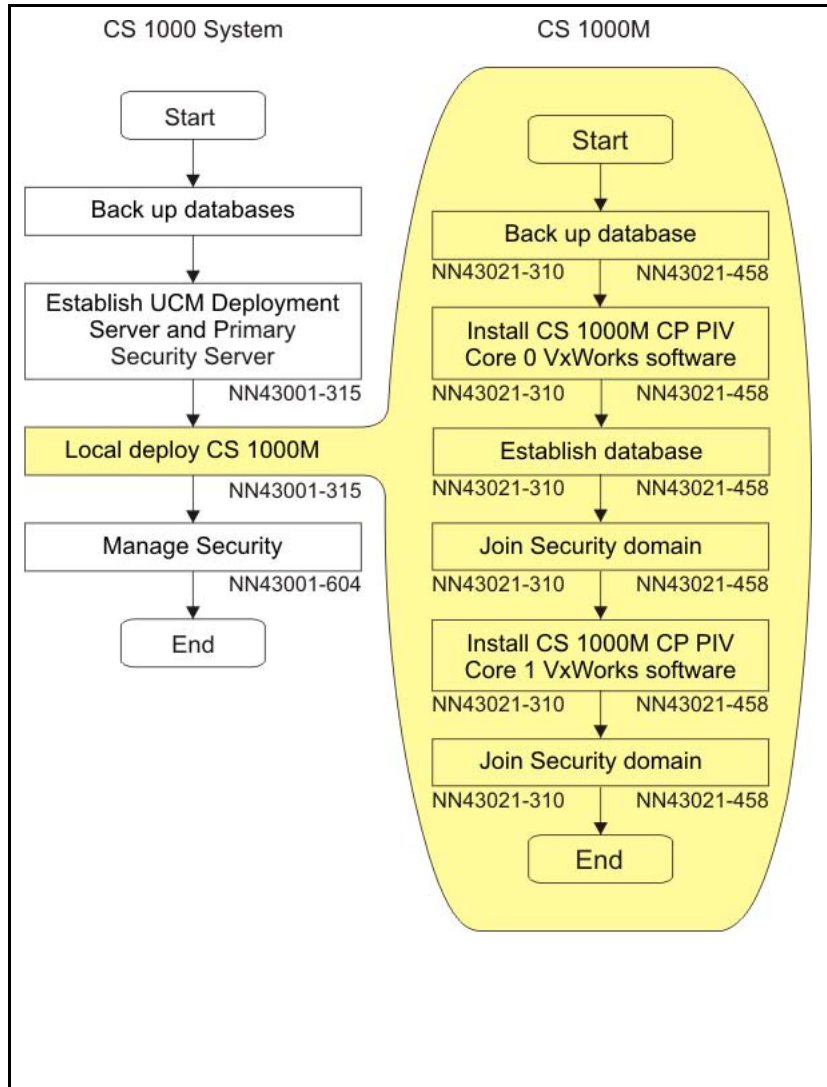 CS 1000 System
Start
Back up databases
Establish UCM Deployment
Server and Primary
Security Server
NN43001-315
Local deploy CS 1000M
NN43001-315
Manage Security
NN43001-604
End
CS 1000M
Start
Back up database
NN43021-310 NN43021-458
Install CS 1000M CP PIV
Core 0 VxWorks software
NN43021-310 NN43021-458
Establish database
NN43021-310 NN43021-458
Join Security domain
NN43021-310 NN43021-458
Install CS 1000M CP PIV
Core 1 VxWorks software
NN43021-310 NN43021-458
Join Security domain
NN43021-310 NN43021-458
End